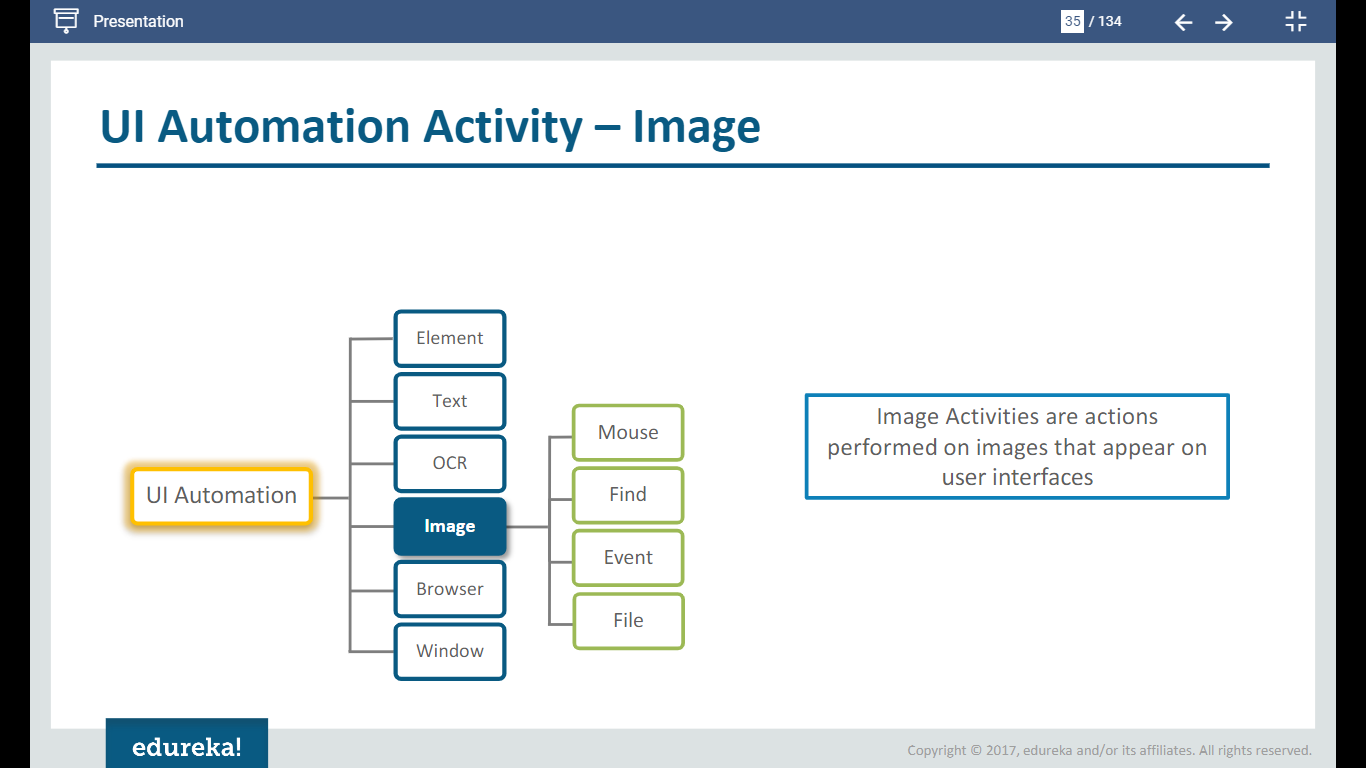 Presentation
35 / 134
UI Automation Activity – Image
UI Automation
Element
Text
OCR
Image
Browser
Window
Mouse
Find
Event
File
Image Activities are actions
performed on images that appear on
user interfaces
edureka!
Copyright © 2017, edureka and/or its affiliates. All rights reserved.